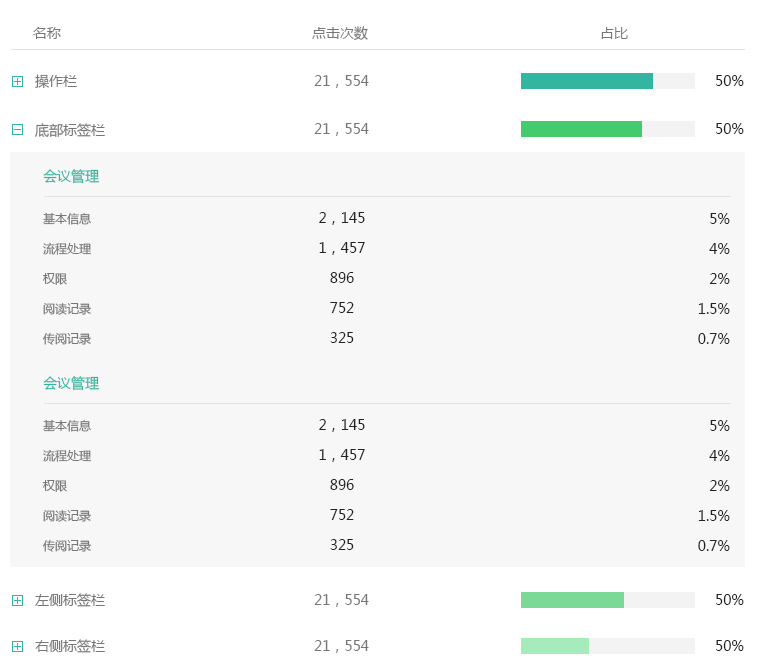 名称 点击次数 占比
操作栏 21 , 554 50%
底部标签栏 21 , 554 50%
会议管理
基本信息 2 , 145 5%
流程处理 1 , 457 4%
权限 896 2%
阅读记录 752 1.5%
传阅记录 325 0.7%
会议管理
基本信息 2 , 145 5%
流程处理 1 , 457 4%
权限 896 2%
阅读记录 752 1.5%
传阅记录 325 0.7%
左侧标签栏 21 , 554 50%
右侧标签栏 21 , 554 50%